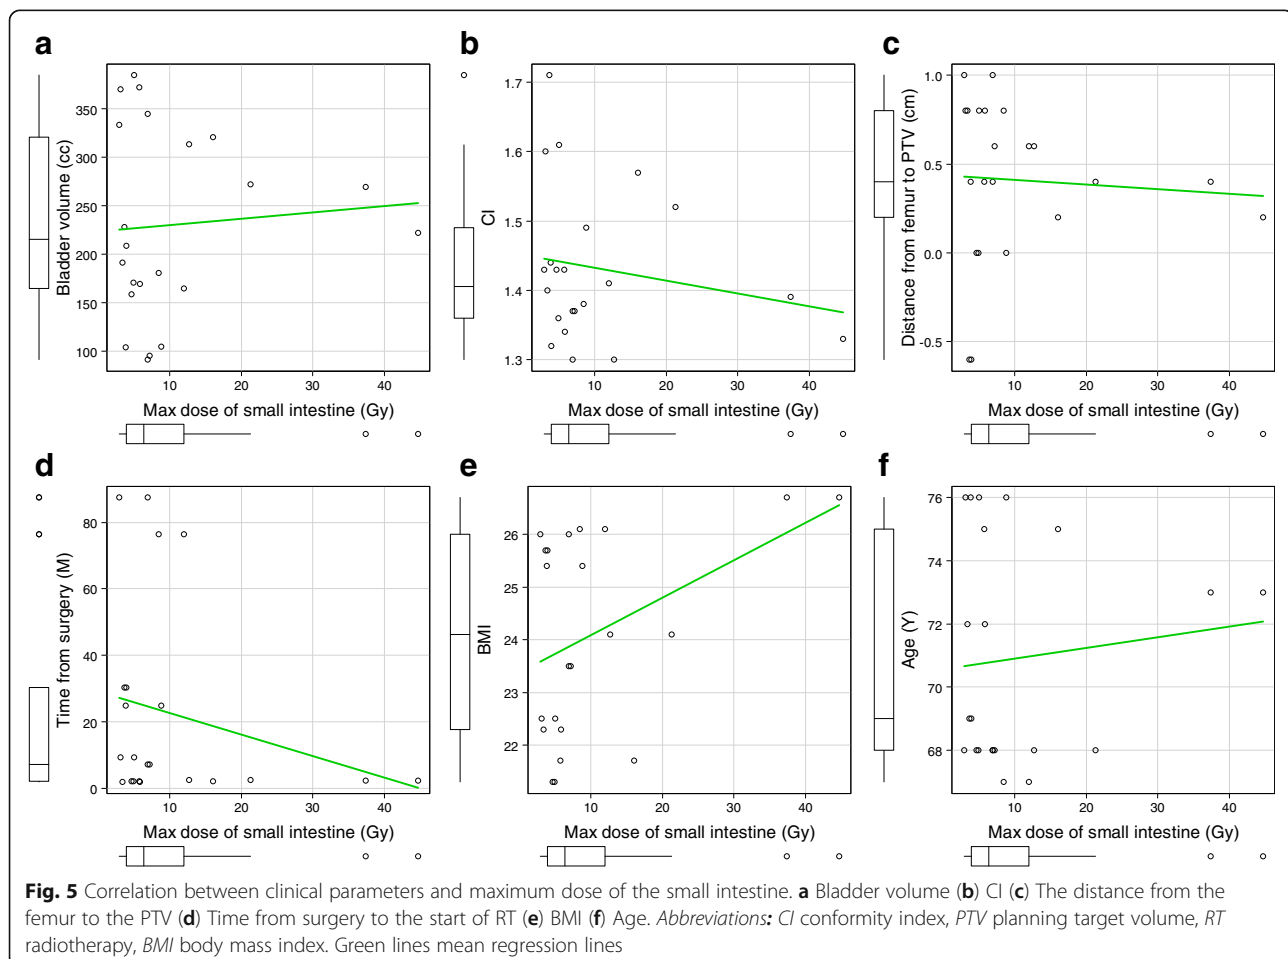 a
b
c
350
300
250
200
150
100
Bladder volume (cc)
10 20 30 40
Max dose of small intestine (Gy)
1.7
1.6
1.5
1.4
1.3
CI
10 20 30 40
Max dose of small intestine (Gy)
1.0
0.5
0.0
-0.5
Distance from femur to PTV (cm)
10 20 30 40
Max dose of small intestine (Gy)
d
e
f
80
60
40
20
0
Time from surgery (M)
10 20 30 40
Max dose of small intestine (Gy)
26
25
24
23
22
BMI
10 20 30 40
Max dose of small intestine (Gy)
76
74
72
70
68
Age (Y)
10 20 30 40
Max dose of small intestine (Gy)
Fig. 5 Correlation between clinical parameters and maximum dose of the small intestine. a Bladder volume (b) CI (c) The distance from the
femur to the PTV (d) Time from surgery to the start of RT (e) BMI (f) Age. Abbreviations: CI conformity index, PTV planning target volume, RT
radiotherapy, BMI body mass index. Green lines mean regression lines